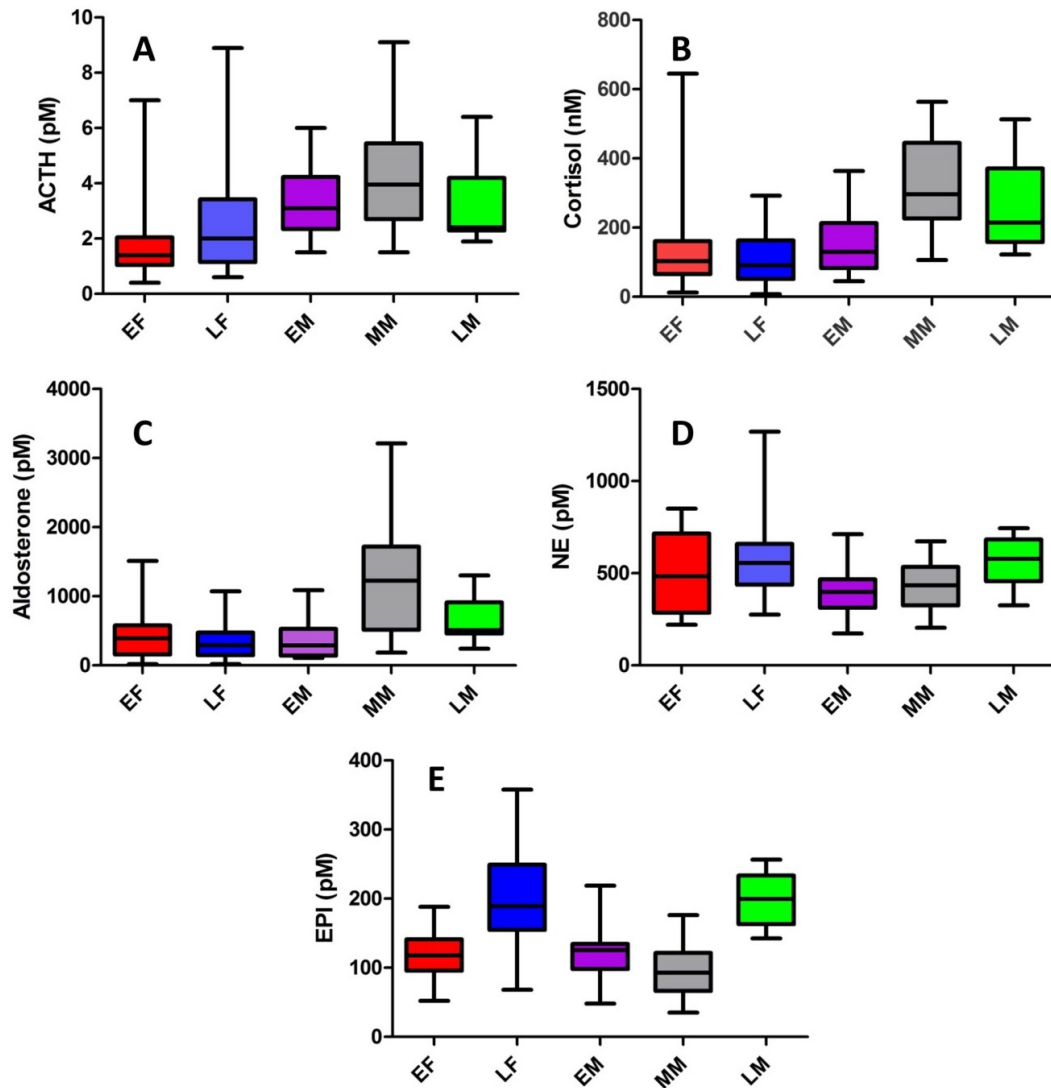 A
ACTH (pM)
10
8
6
4
2
0
EF LF EM MM LM
B
Cortisol (nM)
800
600
400
200
0
EF LF EM MM LM
C
Aldosterone (pM)
4000
3000
2000
1000
0
EF LF EM MM LM
D
NE (pM)
1500
1000
500
0
EF LF EM MM LM
E
EPI (pM)
400
300
200
100
0
EF LF EM MM LM